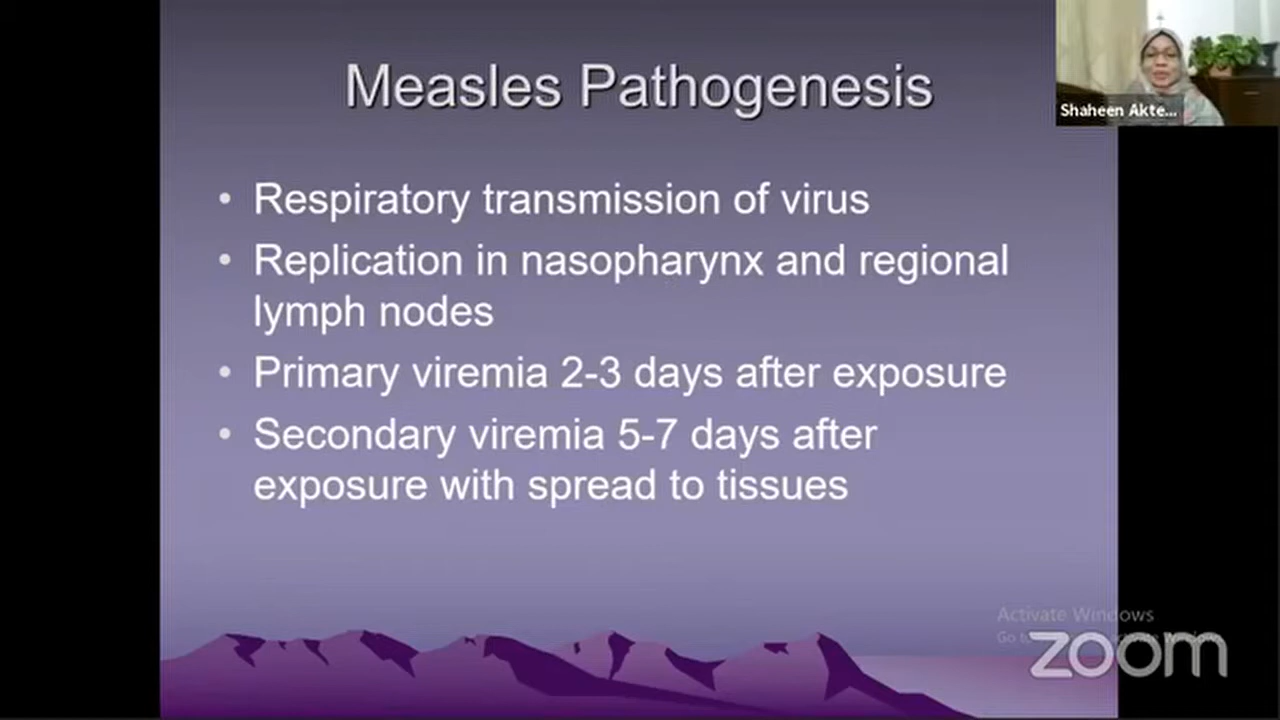 Measles Pathogenesis
Shaheen Akte...
• Respiratory transmission of virus
• Replication in nasopharynx and regional
lymph nodes
• Primary viremia 2-3 days after exposure
• Secondary viremia 5-7 days after
exposure with spread to tissues
Activate Windows
Go
zoom